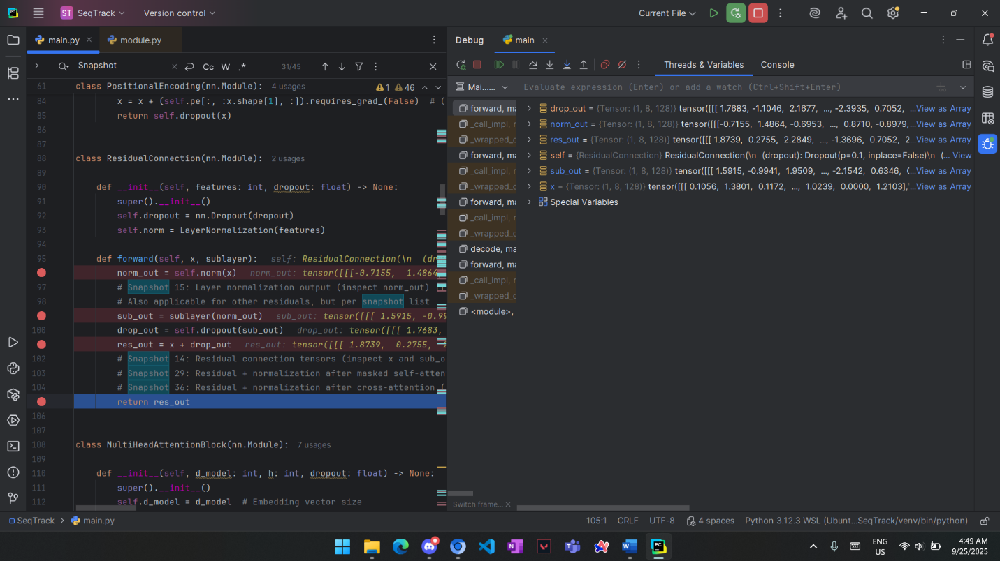 ST SeqTrack Version control Current File
main.py module.py
Debug main
Snapshot Cc W .* 31/45
Threads & Variables Console
61 class PositionalEncoding(nn.Module): 4 usages 1 46
84 x = x + (self.pe[:, :x.shape[1], :]).requires_grad_(False) # (
85 return self.dropout(x)
86
87
88 class ResidualConnection(nn.Module): 2 usages
89
90 def __init__(self, features: int, dropout: float) -> None:
91 super().__init__()
92 self.dropout = nn.Dropout(dropout)
93 self.norm = LayerNormalization(features)
94
95 def forward(self, x, sublayer): self: ResidualConnection(\n (dr
norm_out = self.norm(x) norm_out: tensor([[[-0.7155, 1.4864
97 # Snapshot 15: Layer normalization output (inspect norm_out)
98 # Also applicable for other residuals, but per snapshot list
sub_out = sublayer(norm_out) sub_out: tensor([[[ 1.5915, -0.99
100 drop_out = self.dropout(sub_out) drop_out: tensor([[[ 1.7683,
res_out = x + drop_out res_out: tensor([[[ 1.8739, 0.2755,
102 # Snapshot 14: Residual connection tensors (inspect x and sub_o
103 # Snapshot 29: Residual + normalization after masked self-atten
104 # Snapshot 36: Residual + normalization after cross-attention (
return res_out
106
107
108 class MultiHeadAttentionBlock(nn.Module): 7 usages
109
110 def __init__(self, d_model: int, h: int, dropout: float) -> None:
111 super().__init__()
112 self.d_model = d_model # Embedding vector size
Mai......
forward, ma
_call_impl, r
_wrapped_c
forward, ma
_call_impl, r
_wrapped_c
forward, ma
_call_impl, r
_wrapped_c
decode, ma
forward, ma
_call_impl, r
_wrapped_c
<module>,
Switch frame...
Evaluate expression (Enter) or add a watch (Ctrl+Shift+Enter)
drop_out = {Tensor: (1, 8, 128)} tensor([[[ 1.7683, -1.1046, 2.1677, ..., -2.3935, 0.7052, ...View as Array
norm_out = {Tensor: (1, 8, 128)} tensor([[[-0.7155, 1.4864, -0.6953, ..., 0.8710, -0.8979, ...View as Array
res_out = {Tensor: (1, 8, 128)} tensor([[[ 1.8739, 0.2755, 2.2849, ..., -1.3696, 0.7052, 2...View as Array
self = {ResidualConnection} ResidualConnection(\n (dropout): Dropout(p=0.1, inplace=False)\n (... View
sub_out = {Tensor: (1, 8, 128)} tensor([[[ 1.5915, -0.9941, 1.9509, ..., -2.1542, 0.6346, (...View as Array
x = {Tensor: (1, 8, 128)} tensor([[[ 0.1056, 1.3801, 0.1172, ..., 1.0239, 0.0000, 1.2103],'...View as Array
Special Variables
SeqTrack main.py 105:1 CRLF UTF-8 4 spaces Python 3.12.3 WSL (Ubunt...SeqTrack/venv/bin/python)
ENG
US
4:49 AM
9/25/2025